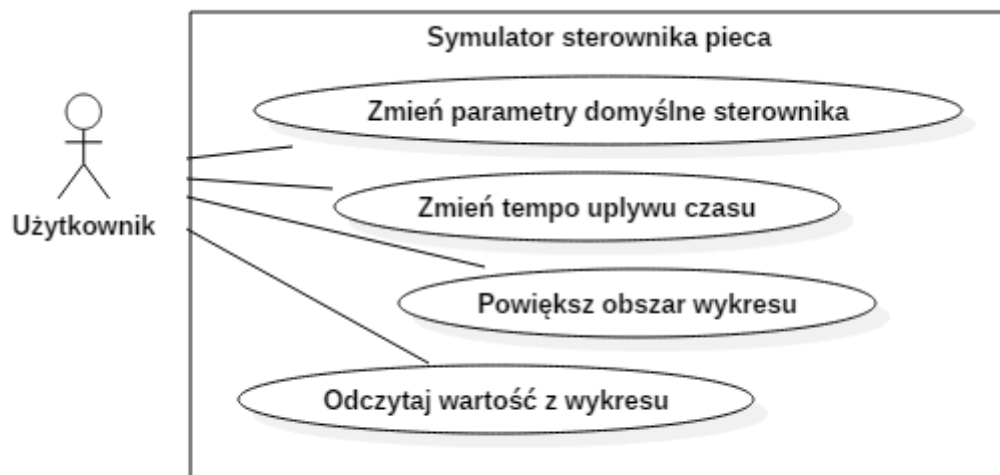 Symulator sterownika pieca
Zmień parametry domyślne sterownika
Zmień tempo uplywu czasu
Użytkownik
Powiększ obszar wykresu
Odczytaj wartość z wykresu